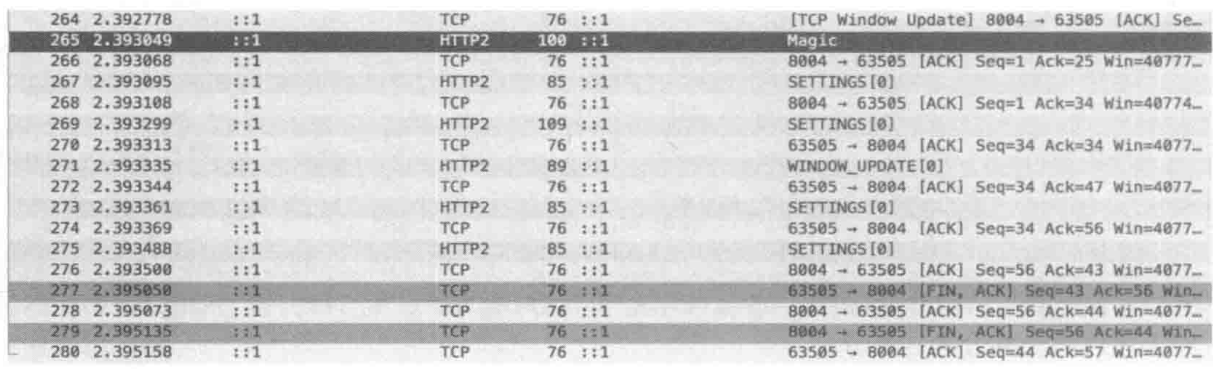 264 2.392778 ::1 TCP 76 ::1 [TCP Window Update] 8004 → 63505 [ACK] Se…
265 2.393049 ::1 HTTP2 100 ::1 Magic
266 2.393068 ::1 TCP 76 ::1 8004 → 63505 [ACK] Seq=1 Ack=25 Win=40777…
267 2.393095 ::1 HTTP2 85 ::1 SETTINGS[0]
268 2.393108 ::1 TCP 76 ::1 8004 → 63505 [ACK] Seq=1 Ack=34 Win=40774…
269 2.393299 ::1 HTTP2 109 ::1 SETTINGS[0]
270 2.393313 ::1 TCP 76 ::1 63505 → 8004 [ACK] Seq=34 Ack=34 Win=4077…
271 ::1 HTTP2 89 ::1 WINDOW_UPDATE[0]
272 2.393344 ::1 TCP 76 ::1 63505 → 8004 [ACK] Seq=34 Ack=47 Win=4077…
273 2.393361 ::1 HTTP2 85 ::1 SETTINGS[0]
274 2.393369 ::1 TCP 76 ::1 63505 → 8004 [ACK] Seq=34 Ack=56 Win=4077…
275 2.393488 ::1 HTTP2 85 ::1 SETTINGS[0]
276 2.393500 ::1 TCP 76 ::1 8004 → 63505 [ACK] Seq=56 Ack=43 Win=4077…
277 2.395050 ::1 TCP 76 ::1 63505 → 8004 [FIN, ACK] Seq=43 Ack=56 Win…
278 2.395073 ::1 TCP 76 ::1 8004 → 63505 [ACK] Seq=56 Ack=44 Win=4077…
279 2.395135 ::1 TCP 76 ::1 8004 → 63505 [FIN, ACK] Seq=56 Ack=44 Win…
280 2.395158 ::1 TCP 76 ::1 63505 → 8004 [ACK] Seq=44 Ack=57 Win=4077…